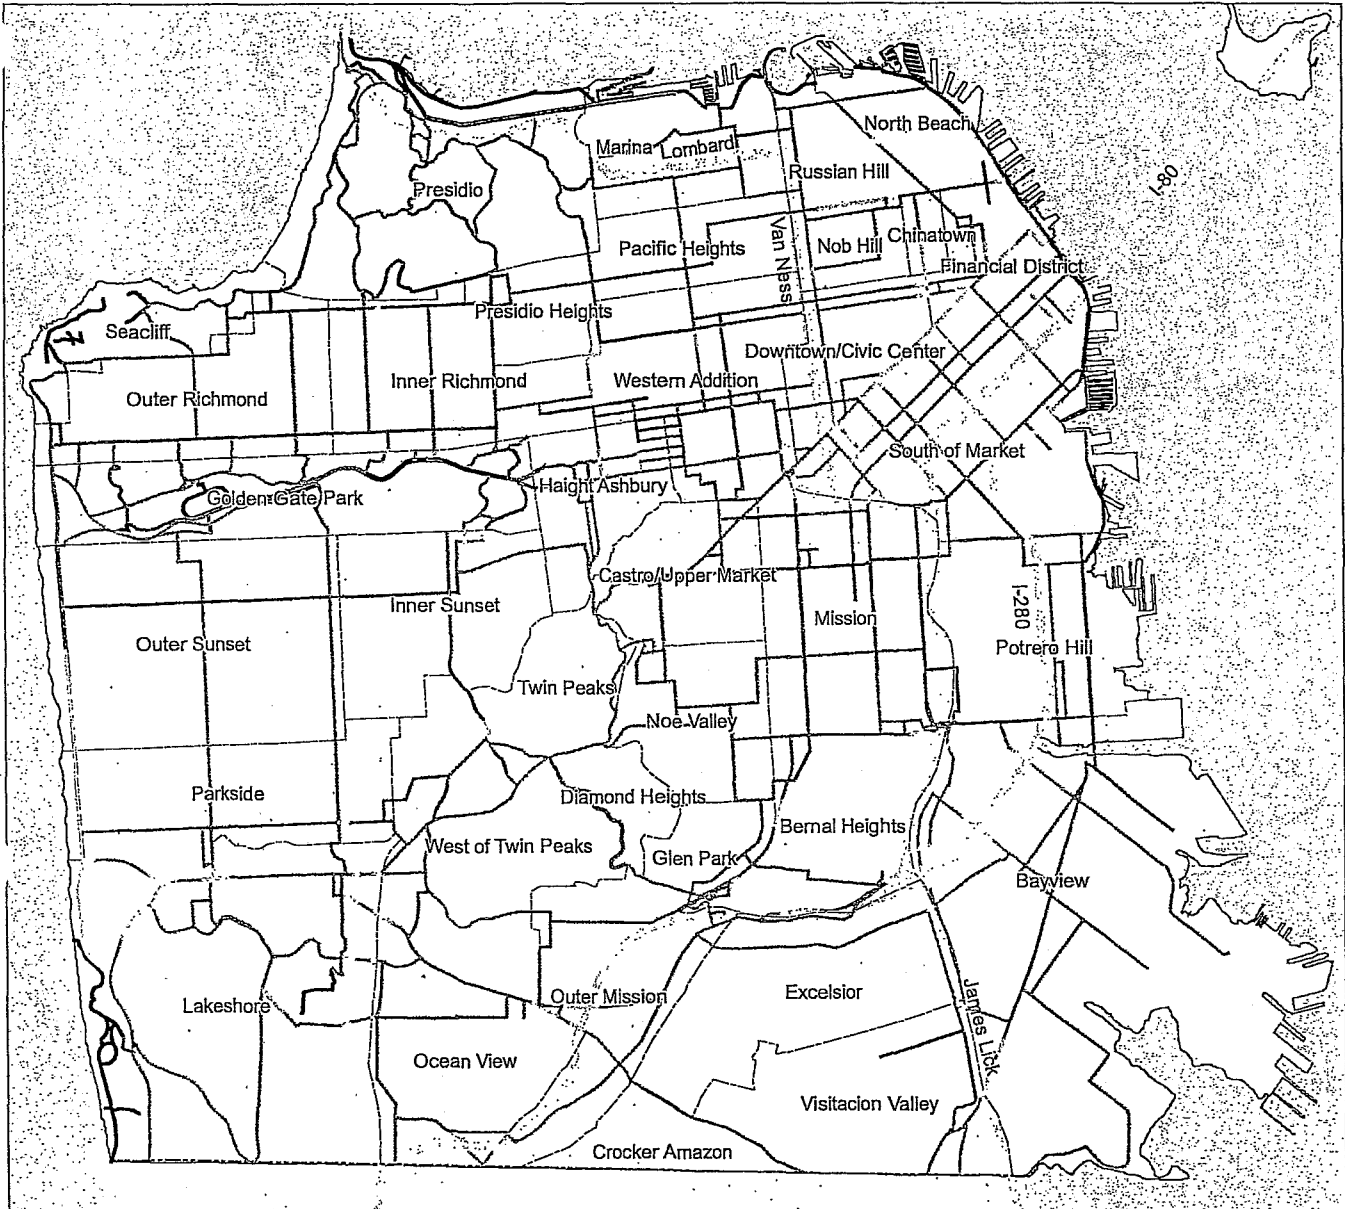 North Beach
Marina
Lombard
Russian Hill
I-80
Presidio
Pacific Heights
Van Ness
Nob Hill
Chinatown
Financial District
Presidio Heights
Seacliff
Downtown/Civic Center
Inner Richmond
Western Addition
Outer Richmond
South of Market
Golden Gate Park
Haight Ashbury
Castro/Upper Market
Inner Sunset
I-280
Mission
Outer Sunset
Potrero Hill
Twin Peaks
Noe Valley
Parkside
Diamond Heights
Bernal Heights
West of Twin Peaks
Glen Park
Bayview
Lakeshore
Outer Mission
Excelsior
James Lick
Ocean View
Visitacion Valley
Crocker Amazon